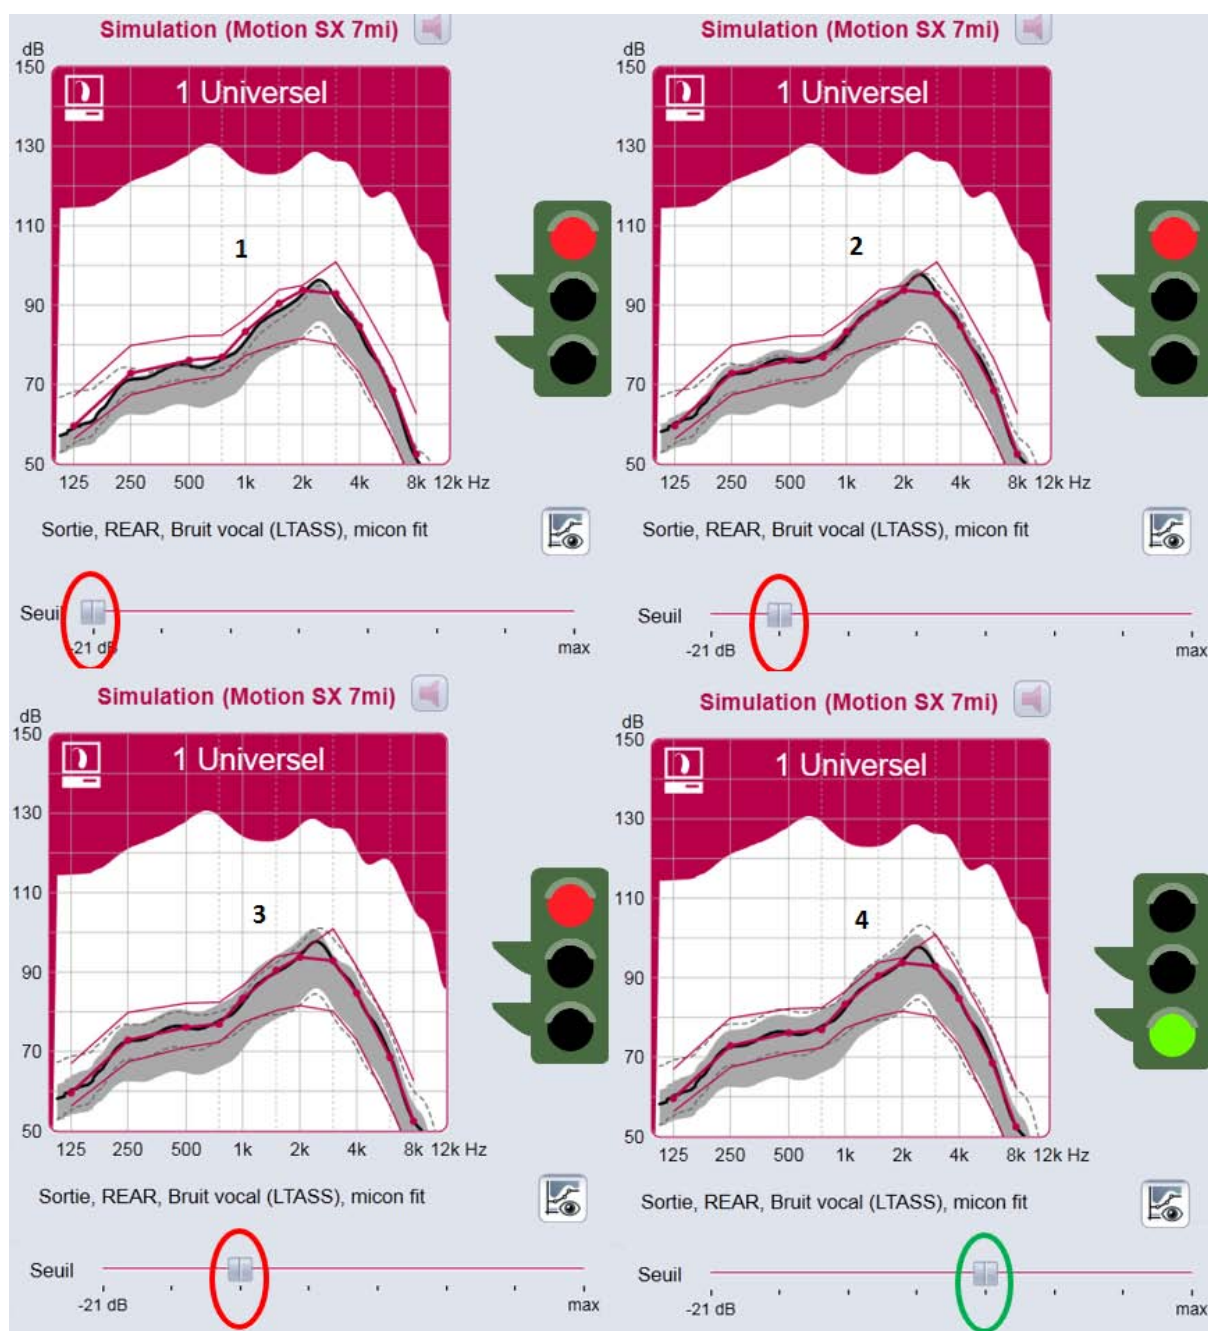 Simulation (Motion SX 7mi)
dB
150
1 Universel
130
110
1
90
70
50
125 250 500 1k 2k 4k 8k 12k Hz
Sortie, REAR, Bruit vocal (LTASS), micon fit
Seuil
-21 dB max
Simulation (Motion SX 7mi)
dB
150
1 Universel
130
110
2
90
70
50
125 250 500 1k 2k 4k 8k 12k Hz
Sortie, REAR, Bruit vocal (LTASS), micon fit
Seuil
-21 dB max
Simulation (Motion SX 7mi)
dB
150
1 Universel
130
110
3
90
70
50
125 250 500 1k 2k 4k 8k 12k Hz
Sortie, REAR, Bruit vocal (LTASS), micon fit
Seuil
-21 dB max
Simulation (Motion SX 7mi)
dB
150
1 Universel
130
110
4
90
70
50
125 250 500 1k 2k 4k 8k 12k Hz
Sortie, REAR, Bruit vocal (LTASS), micon fit
Seuil
-21 dB max